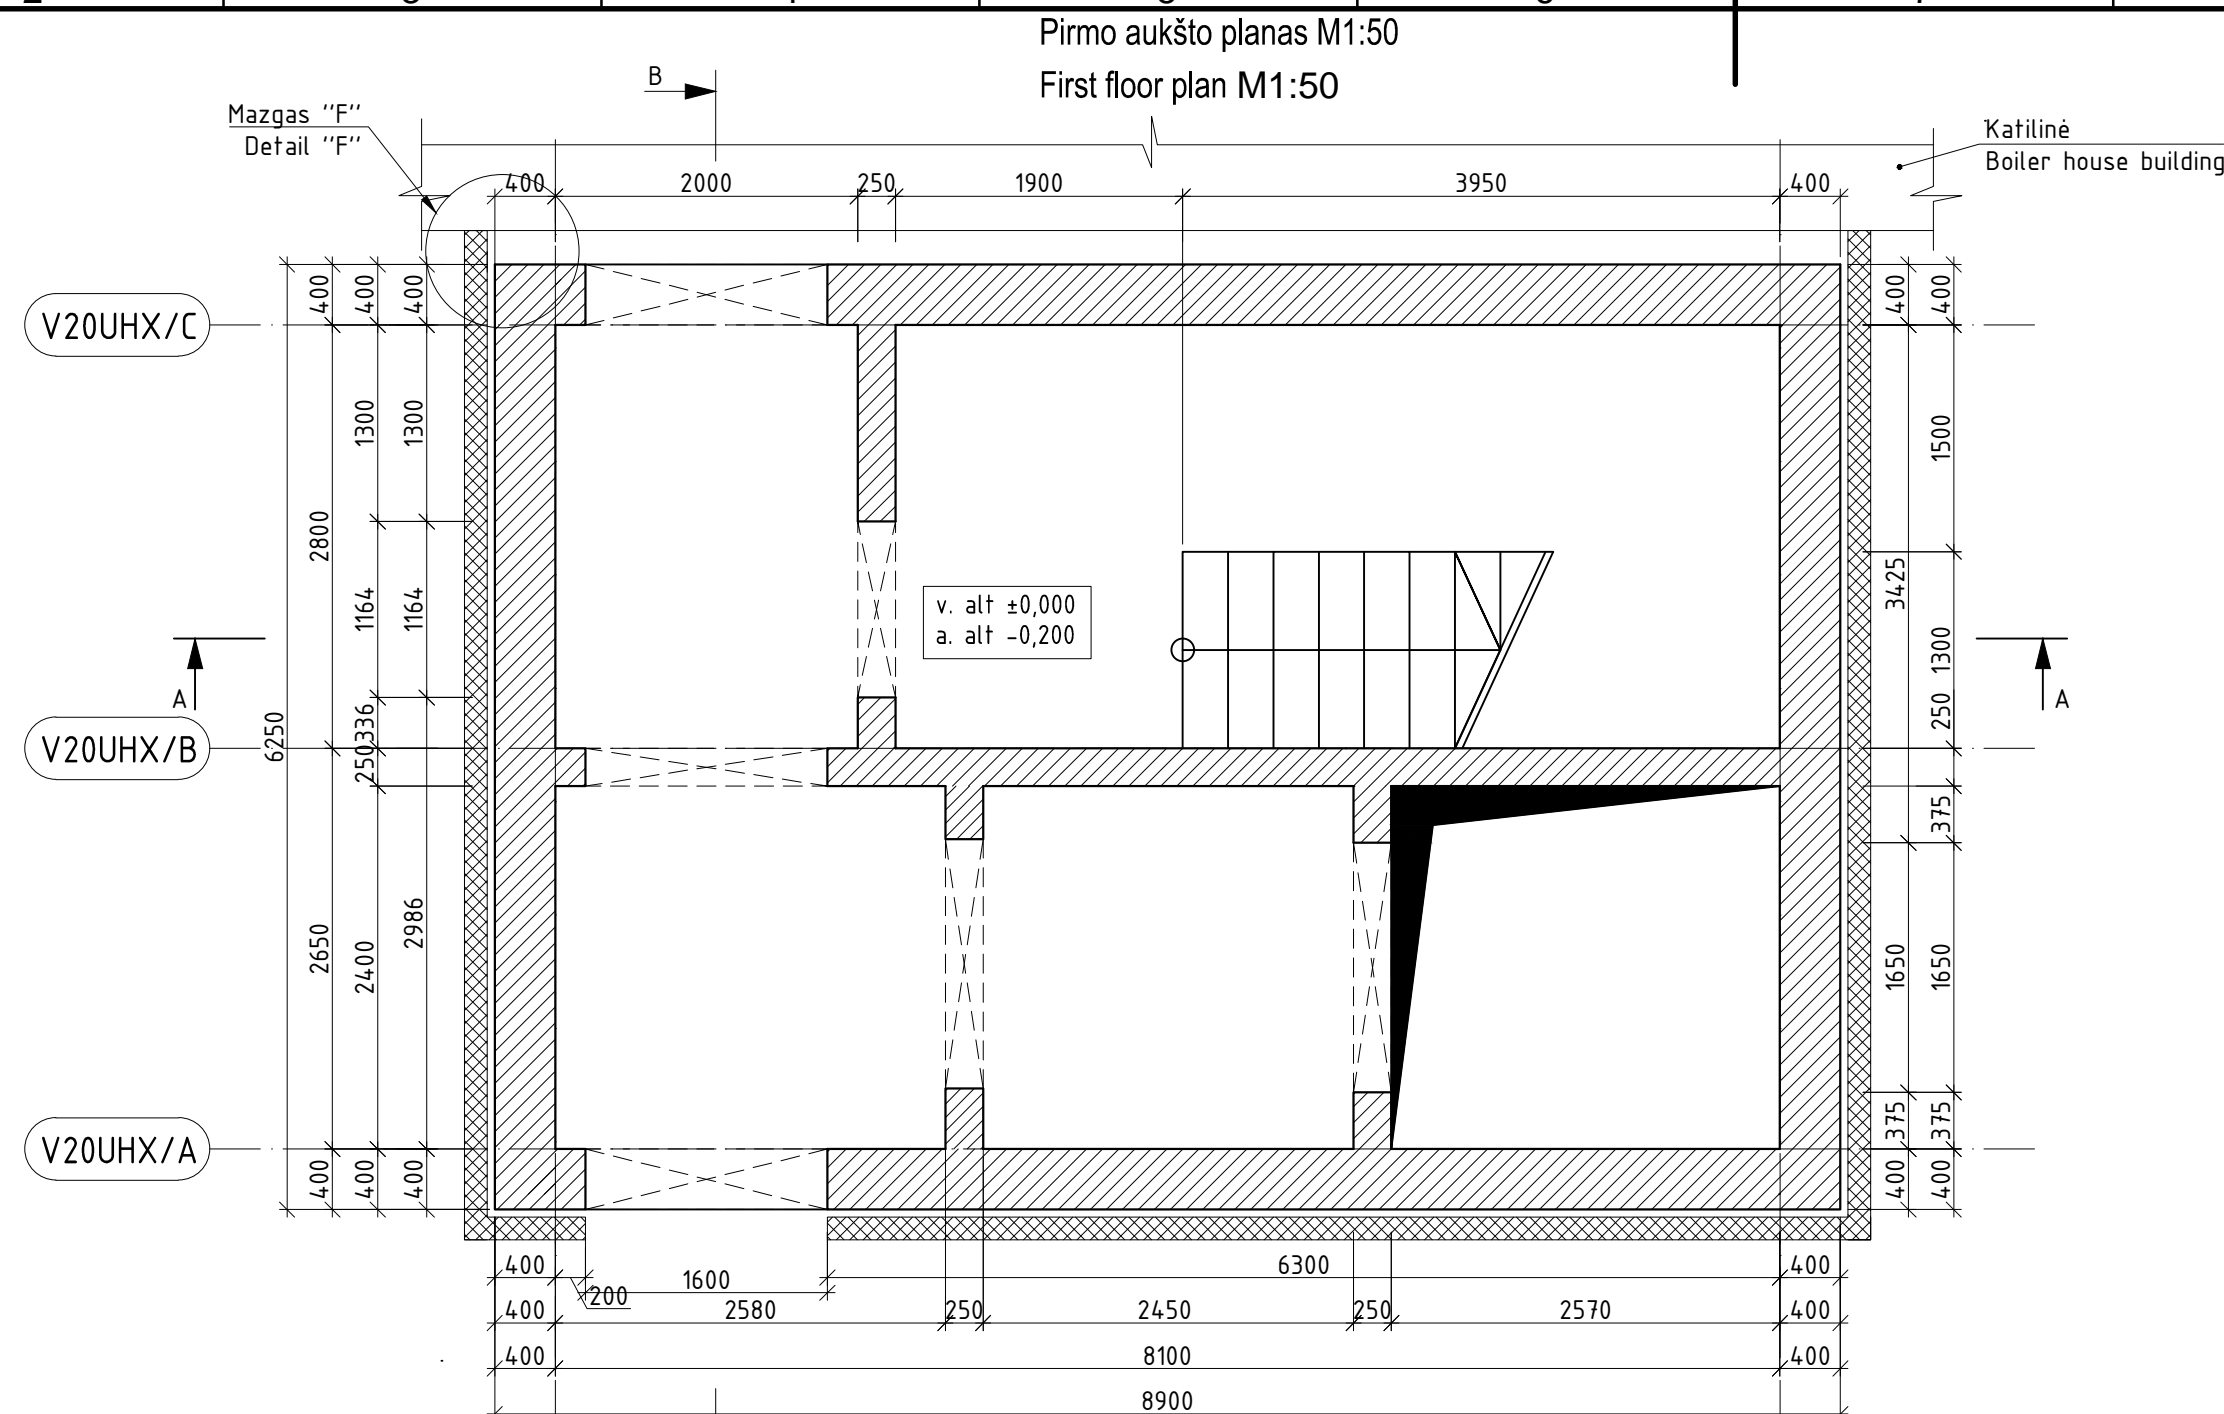 Pirmo aukšto planas M1:50
First floor plan M1:50
B
Mazgas "F"
Detail "F"
Katilinė
Boiler house building
400 2000 250 1900 3950 400
V20UHX/C
V20UHX/B
V20UHX/A
6250
400 2800 2650 400
400 1300 1164 336 250 2400 400
400 1300 1164 2986 400
v. alt ±0,000
a. alt -0,200
A
A
400 3425 1650 375 400
400 1500 1300 250 375 1650 375 400
400 200 1600 6300 400
400 2580 250 2450 250 2570 400
400 8100 400
8900